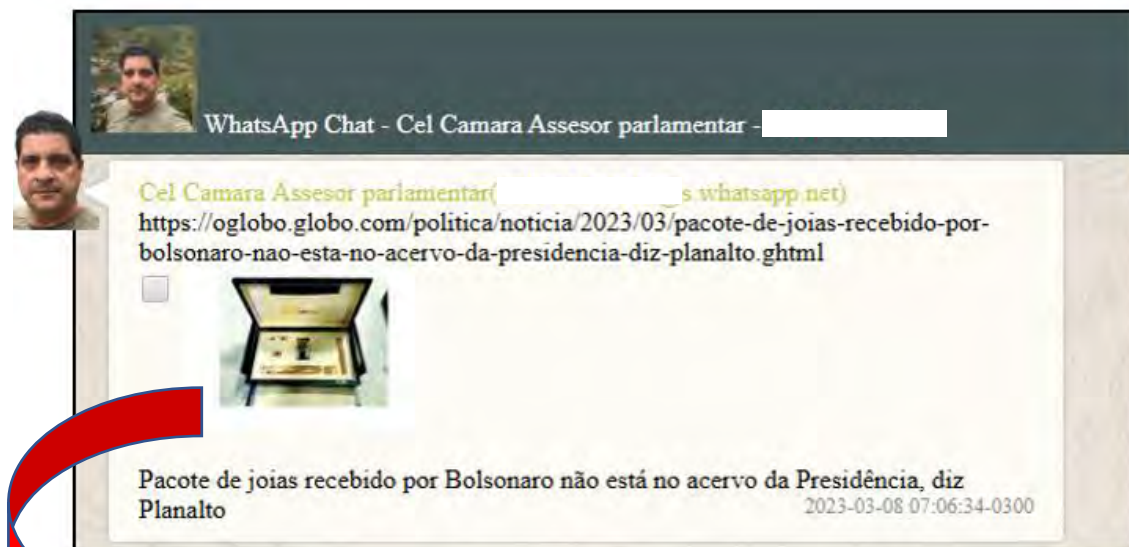 WhatsApp Chat - Cel Camara Assesor parlamentar -
Cel Camara Assesor parlamentar( s.whatsapp.net)
https://oglobo.globo.com/politica/noticia/2023/03/pacote-de-joias-recebido-por-
bolsonaro-nao-esta-no-acervo-da-presidencia-diz-planalto.ghtml
Pacote de joias recebido por Bolsonaro não está no acervo da Presidência, diz
Planalto
2023-03-08 07:06:34-0300